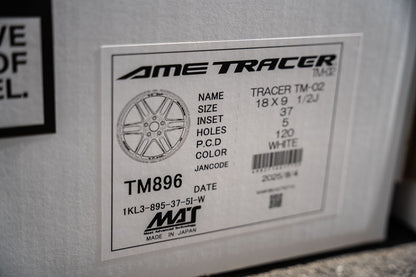 VE
OF
EL.
AME TRACER
TM-02
NAME TRACER TM-02
SIZE 18 X 9 1/2J
INSET 37
HOLES 5
P.C.D 120
COLOR WHITE
JANCODE
TM896
DATE 2025/8/4
1KL3-895-37-5I-W
MAT
MADE IN JAPAN